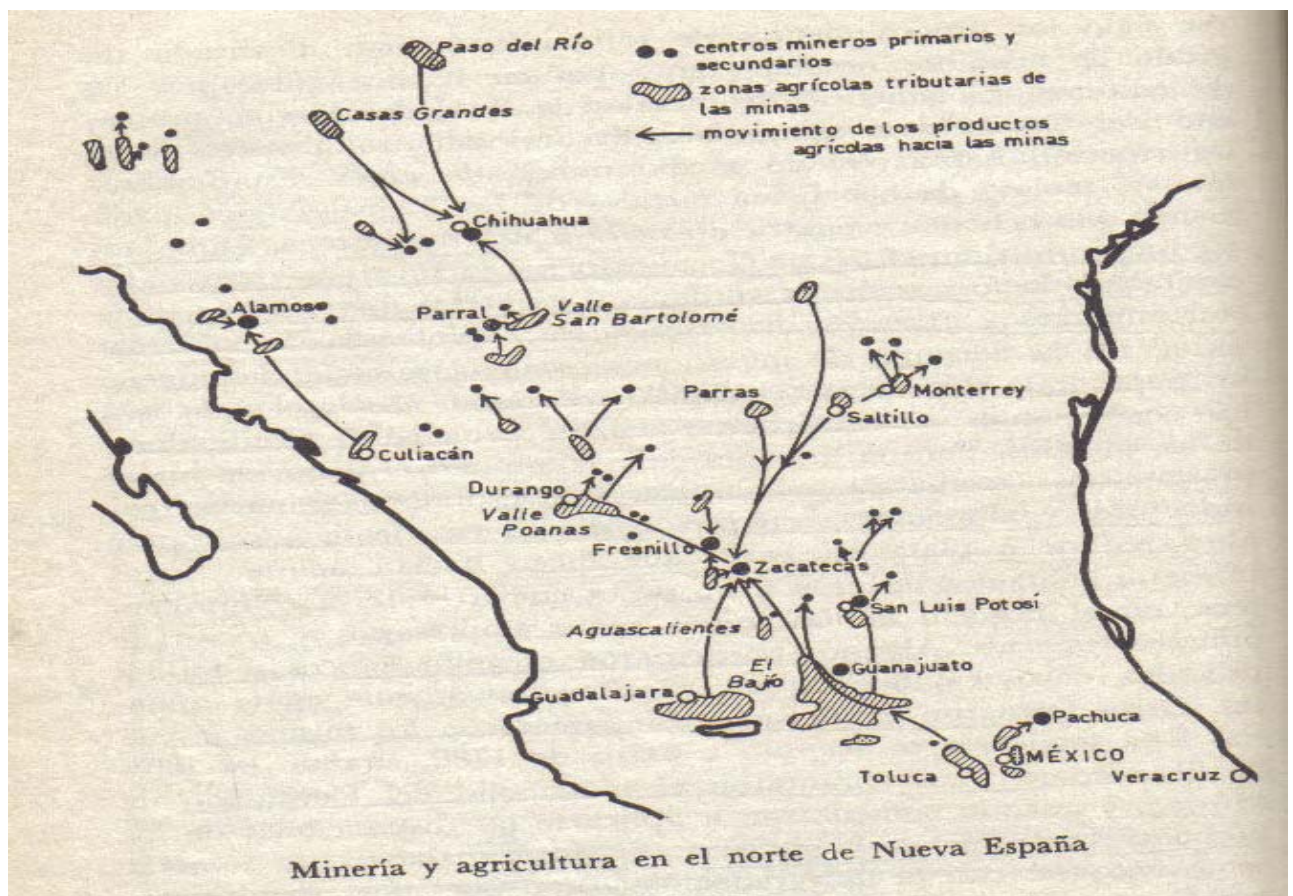 Paso del Río
centros mineros primarios y
secundarios
zonas agrícolas tributarias de
las minas
movimiento de los productos
agrícolas hacia las minas
Casas Grandes
Chihuahua
Alamos
Parral
Valle
San Bartolomé
Parras
Monterrey
Saltillo
Culiacán
Durango
Valle
Poanas
Fresnillo
Zacatecas
San Luis Potosí
Aguascalientes
El
Bajío
Guanajuato
Guadalajara
Pachuca
MÉXICO
Toluca
Veracruz
Minería y agricultura en el norte de Nueva España